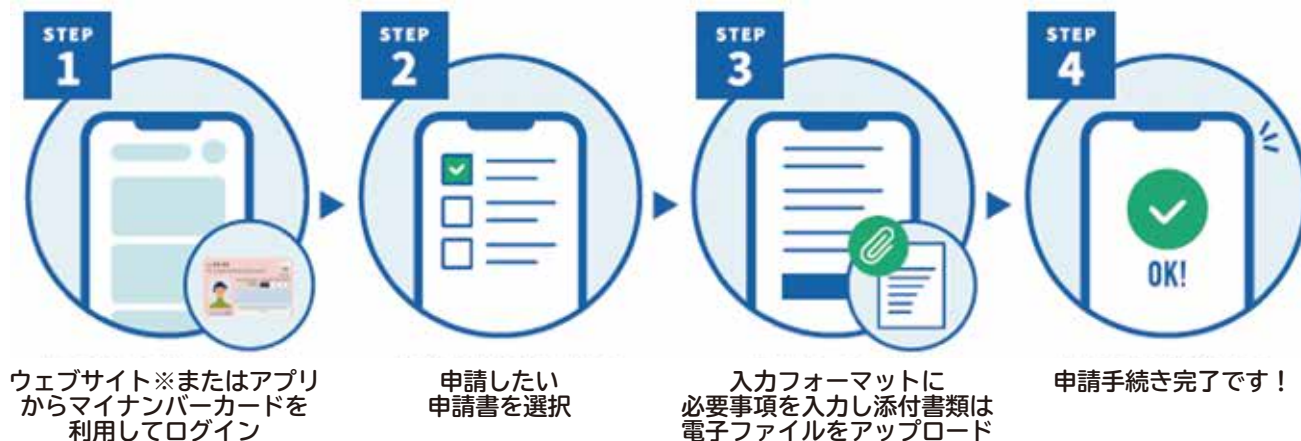 STEP
1
STEP
2
STEP
3
STEP
4
OK!
ウェブサイト※またはアプリ
からマイナンバーカードを
利用してログイン
申請したい
申請書を選択
入力フォーマットに
必要事項を入力し添付書類は
電子ファイルをアップロード
申請手続き完了です！